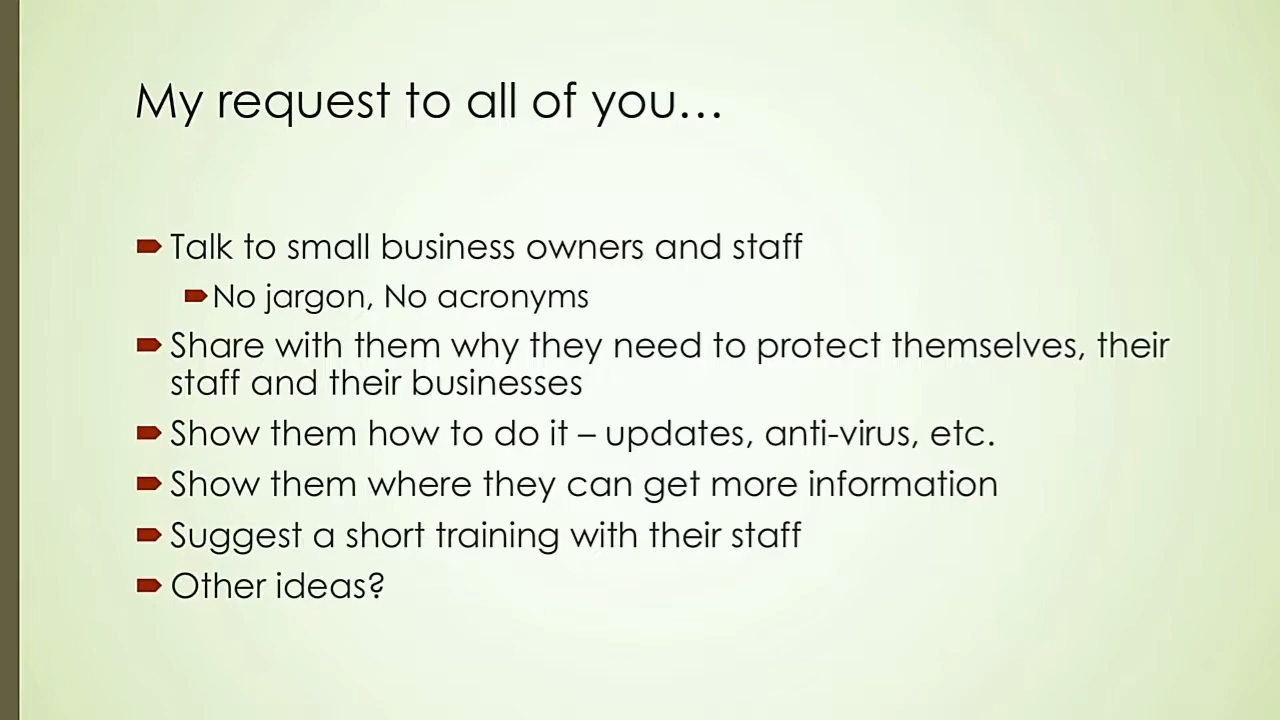 My request to all of you…
Talk to small business owners and staff
No jargon, No acronyms
Share with them why they need to protect themselves, their
staff and their businesses
Show them how to do it – updates, anti-virus, etc.
Show them where they can get more information
Suggest a short training with their staff
Other ideas?